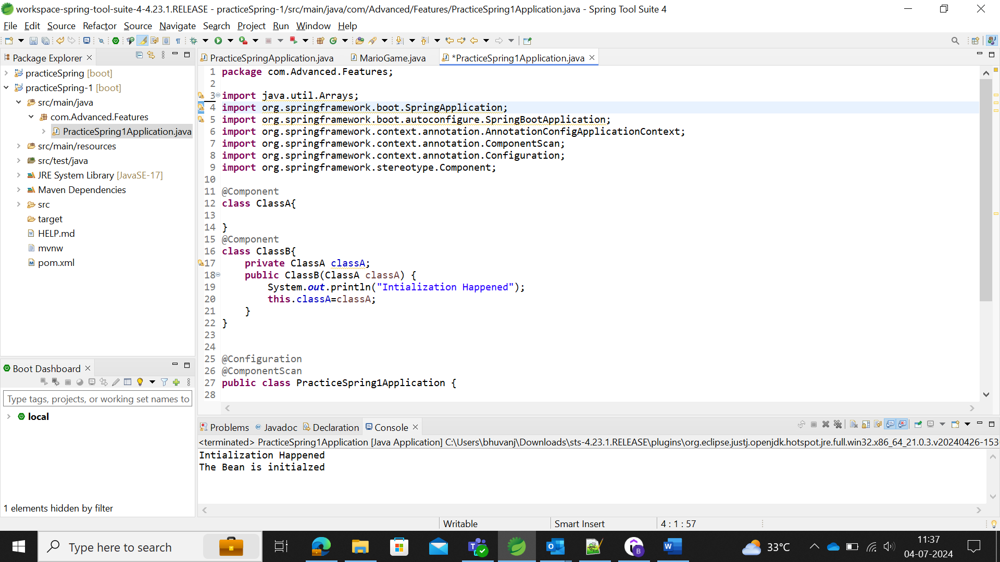 workspace-spring-tool-suite-4-4.23.1.RELEASE - practiceSpring-1/src/main/java/com/Advanced/Features/PracticeSpring1Application.java - Spring Tool Suite 4
File Edit Source Refactor Source Navigate Search Project Run Window Help
Package Explorer
practiceSpring [boot]
practiceSpring-1 [boot]
src/main/java
com.Advanced.Features
PracticeSpring1Application.java
src/main/resources
src/test/java
JRE System Library [JavaSE-17]
Maven Dependencies
src
target
HELP.md
mvnw
pom.xml
Boot Dashboard
Type tags, projects, or working set names to
local
1 elements hidden by filter
PracticeSpringApplication.java MarioGame.java *PracticeSpring1Application.java
1 package com.Advanced.Features;
2
3 import java.util.Arrays;
4 import org.springframework.boot.SpringApplication;
5 import org.springframework.boot.autoconfigure.SpringBootApplication;
6 import org.springframework.context.annotation.AnnotationConfigApplicationContext;
7 import org.springframework.context.annotation.ComponentScan;
8 import org.springframework.context.annotation.Configuration;
9 import org.springframework.stereotype.Component;
10
11 @Component
12 class ClassA{
13
14 }
15 @Component
16 class ClassB{
17 private ClassA classA;
18 public ClassB(ClassA classA) {
19 System.out.println("Intialization Happened");
20 this.classA=classA;
21 }
22 }
23
24
25 @Configuration
26 @ComponentScan
27 public class PracticeSpring1Application {
28
Problems Javadoc Declaration Console
<terminated> PracticeSpring1Application [Java Application] C:\Users\bhuvanj\Downloads\sts-4.23.1.RELEASE\plugins\org.eclipse.justj.openjdk.hotspot.jre.full.win32.x86_64_21.0.3.v20240426-153
Intialization Happened
The Bean is initialzed
Writable Smart Insert 4 : 1 : 57
Type here to search
33°C
11:37
04-07-2024